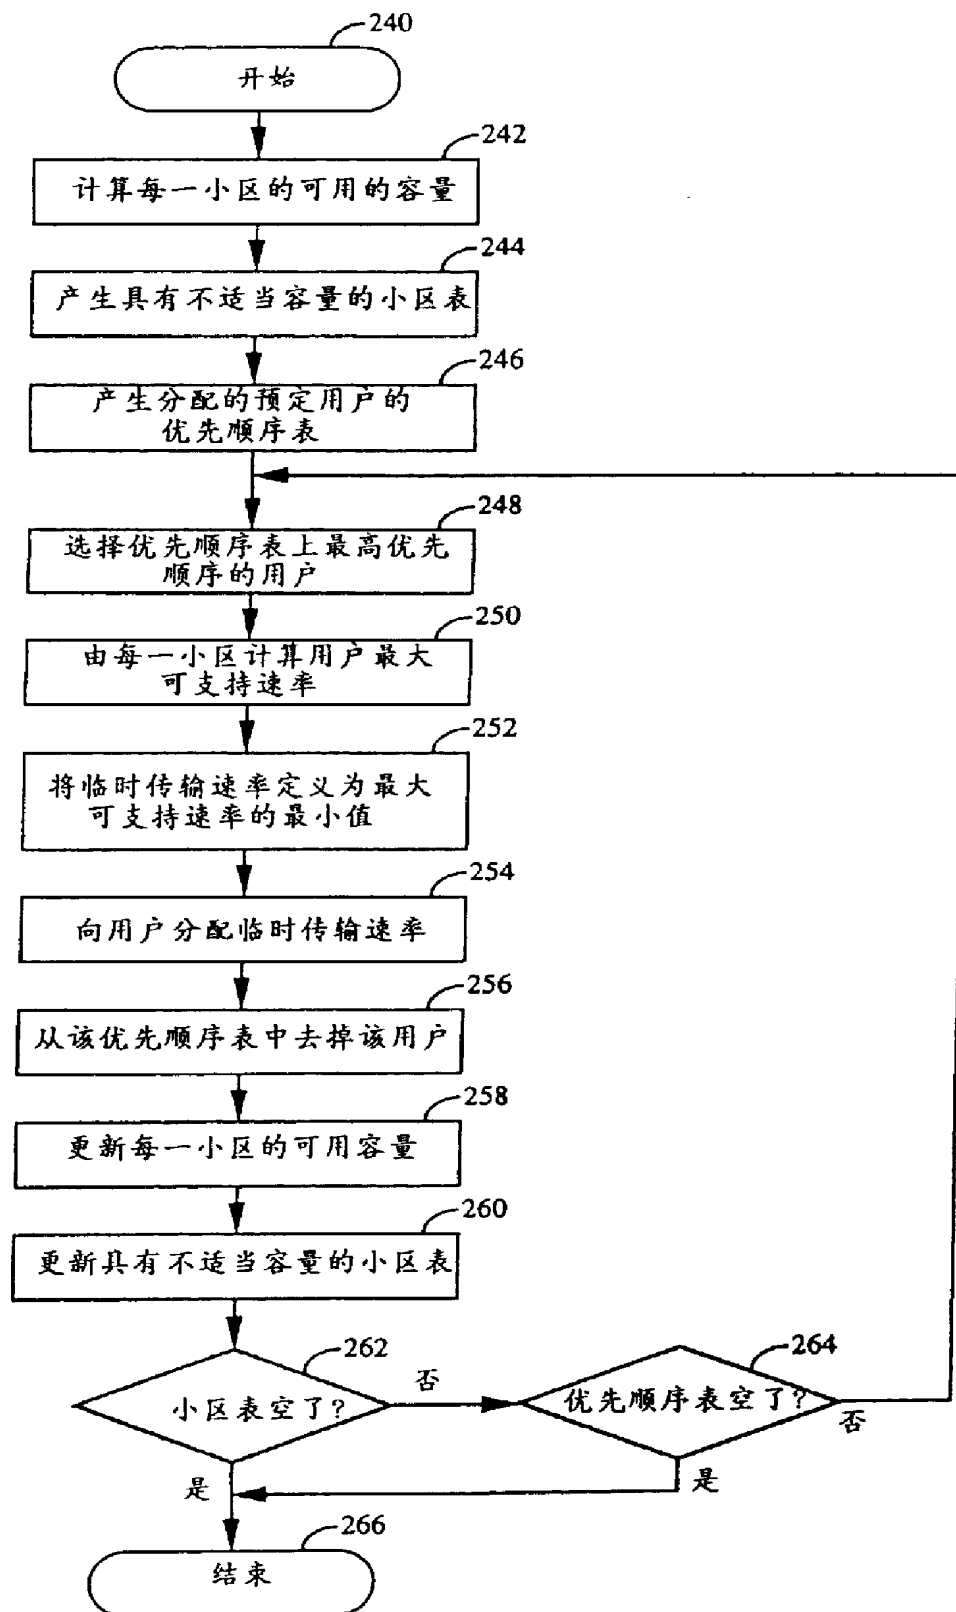 240
开始
242
计算每一小区的可用的容量
244
产生具有不适当容量的小区表
246
产生分配的预定用户的
优先顺序表
248
选择优先顺序表上最高优先
顺序的用户
250
由每一小区计算用户最大
可支持速率
252
将临时传输速率定义为最大
可支持速率的最小值
254
向用户分配临时传输速率
256
从该优先顺序表中去掉该用户
258
更新每一小区的可用容量
260
更新具有不适当容量的小区表
262
小区表空了?
否
264
优先顺序表空了?
否
是
是
266
结束